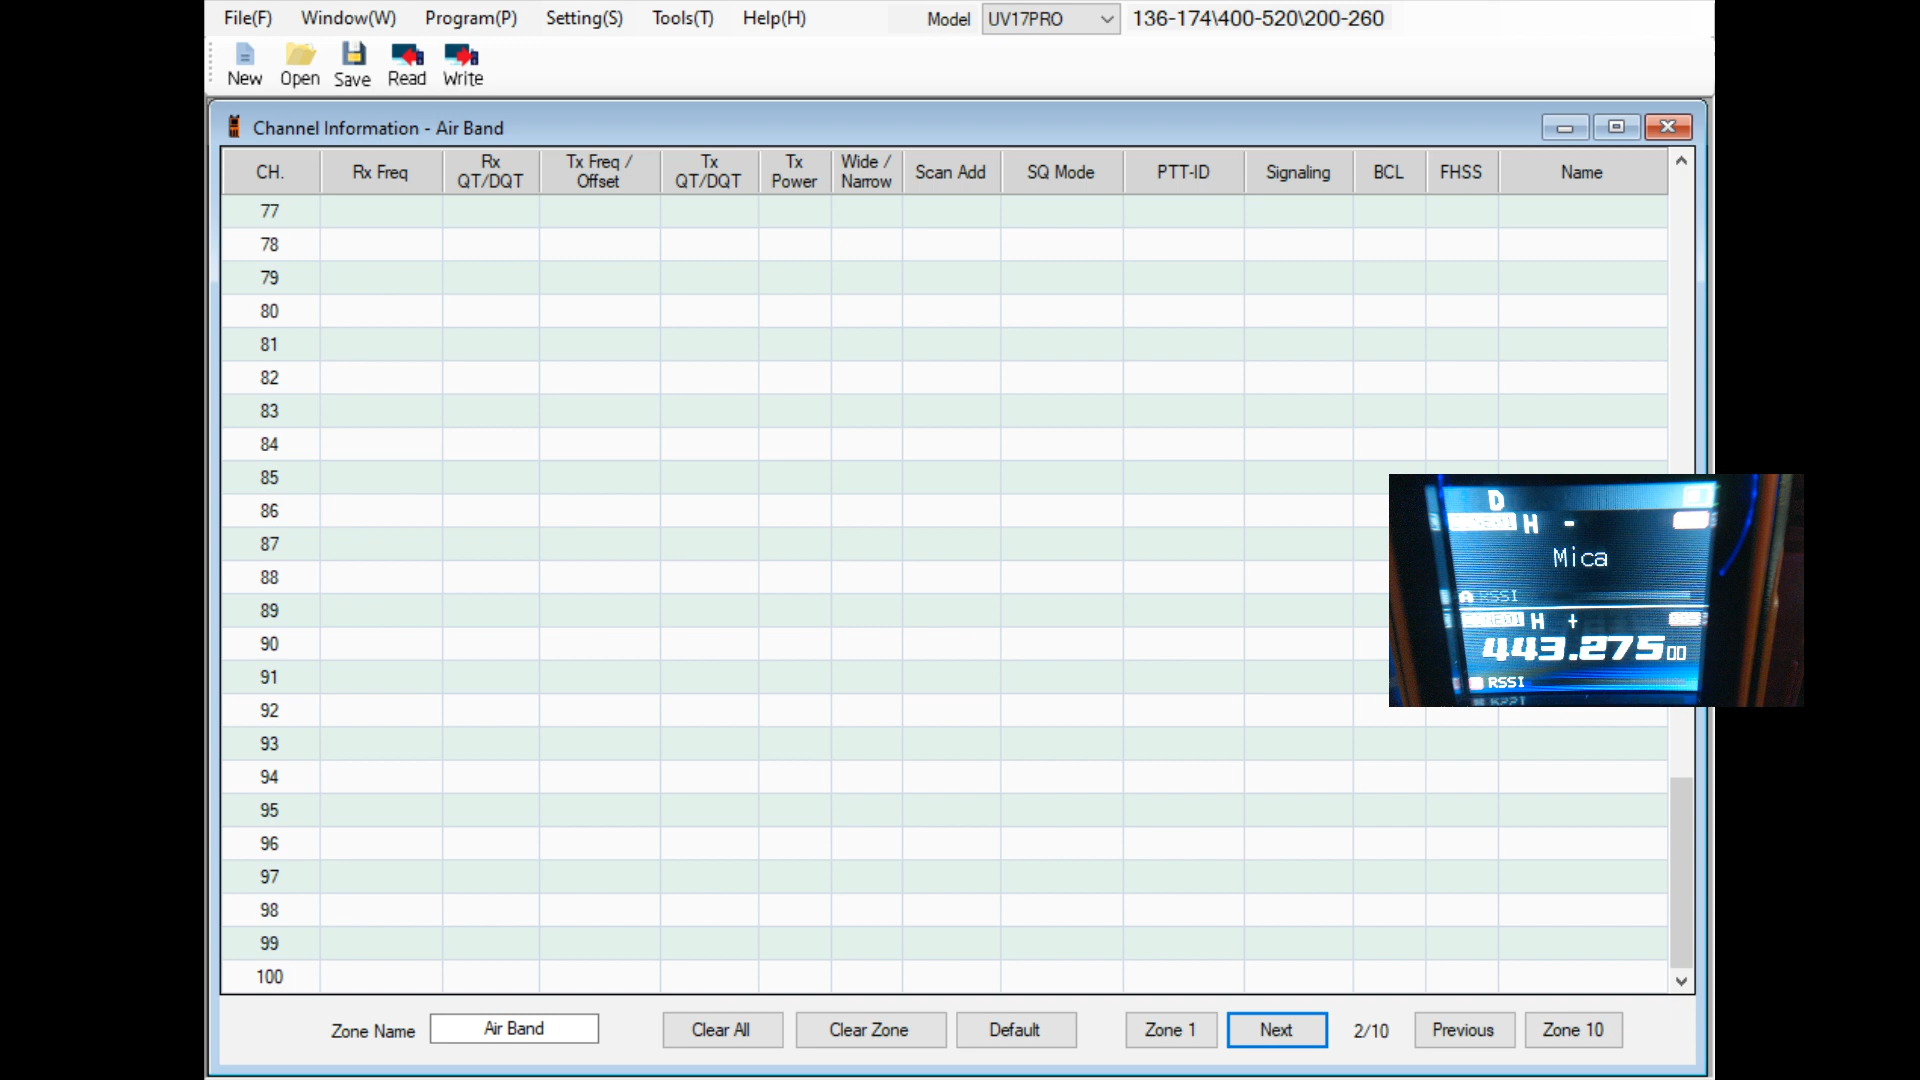 File(F) Window(W) Program(P) Setting(S) Tools(T) Help(H) Model UV17PRO 136-174\400-520\200-260
New Open Save Read Write
Channel Information - Air Band
CH. Rx Freq Rx QT/DQT Tx Freq / Offset Tx QT/DQT Tx Power Wide / Narrow Scan Add SQ Mode PTT-ID Signaling BCL FHSS Name
77
78
79
80
81
82
83
84
85
86
87
88
89
90
91
92
93
94
95
96
97
98
99
100
D
H -
Mica
A RSSI
H +
443.27500
RSSI
Zone Name Air Band Clear All Clear Zone Default Zone 1 Next 2/10 Previous Zone 10